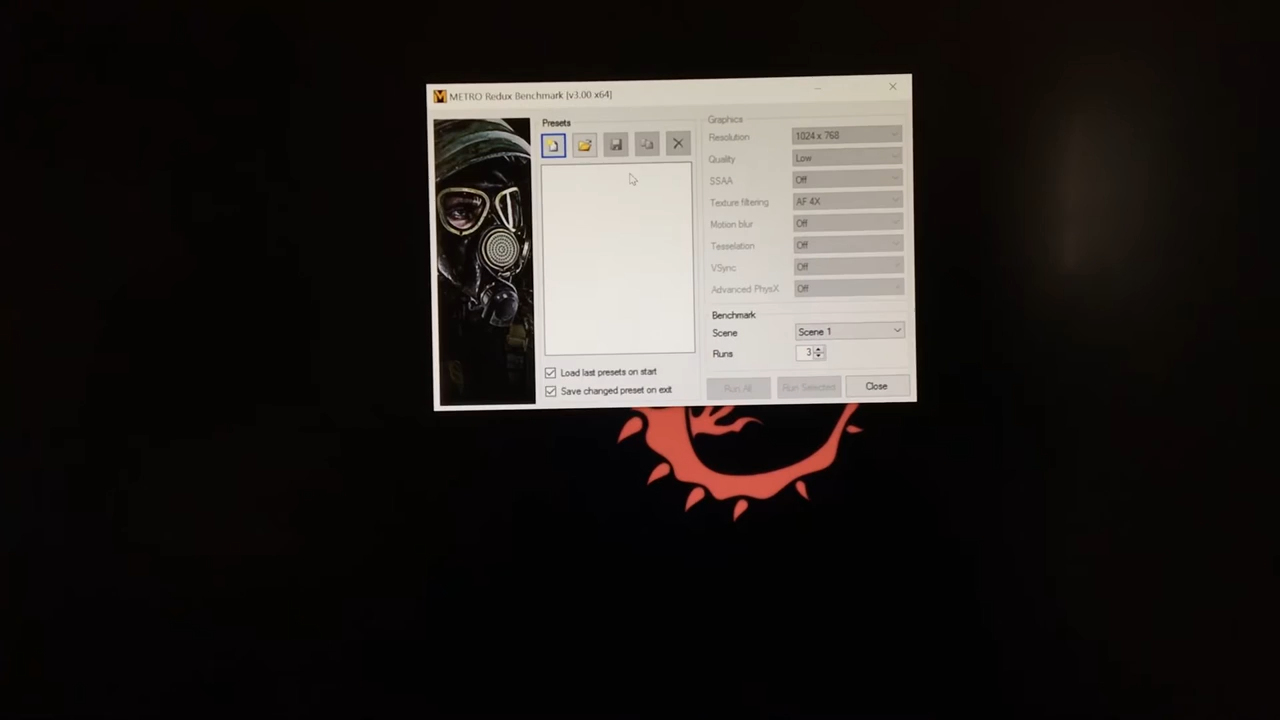 METRO Redux Benchmark [v3.00 x64]
Presets
Load last presets on start
Save changed preset on exit
Graphics
Resolution 1024 x 768
Quality Low
SSAA Off
Texture filtering AF 4X
Motion blur Off
Tesselation Off
VSync Off
Advanced PhysX Off
Benchmark
Scene Scene 1
Runs 3
Run All Run Selected Close